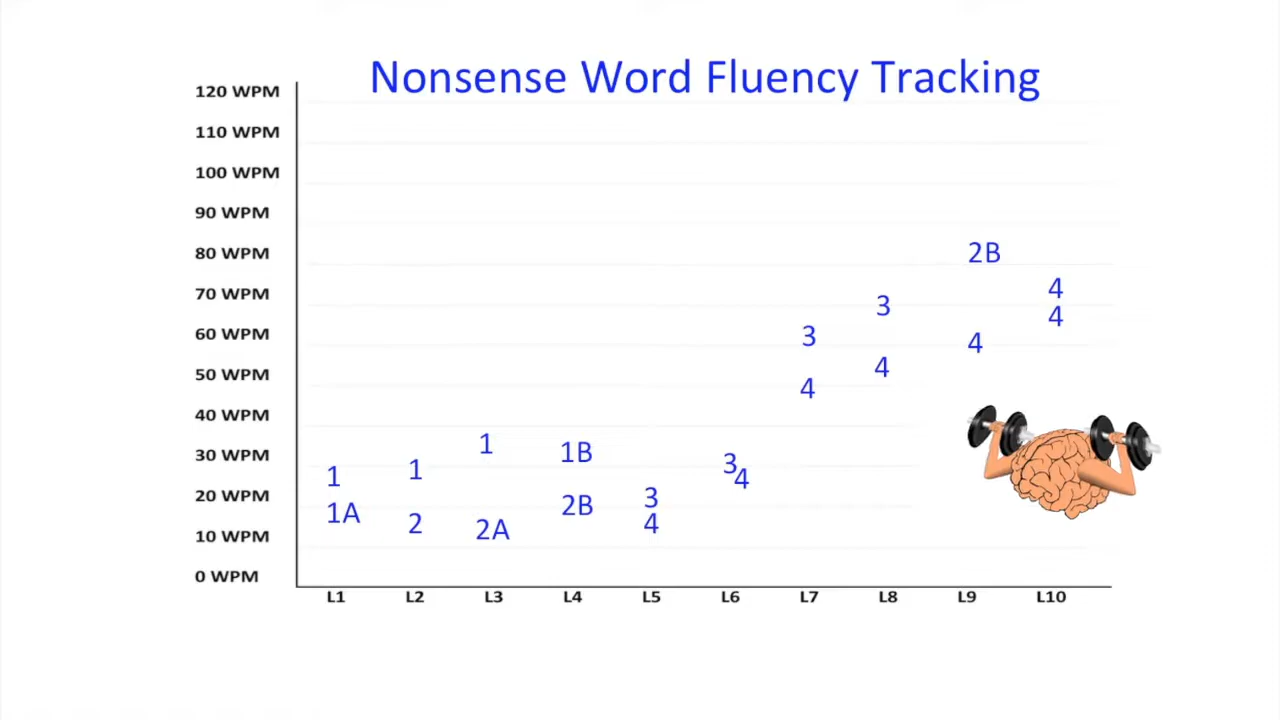 Nonsense Word Fluency Tracking
120 WPM
110 WPM
100 WPM
90 WPM
80 WPM
70 WPM
60 WPM
50 WPM
40 WPM
30 WPM
20 WPM
10 WPM
0 WPM
2B
4
3
4
3
4
4
4
1
1B
3
1
1
4
3
2B
1A
4
2
2A
L1 L2 L3 L4 L5 L6 L7 L8 L9 L10